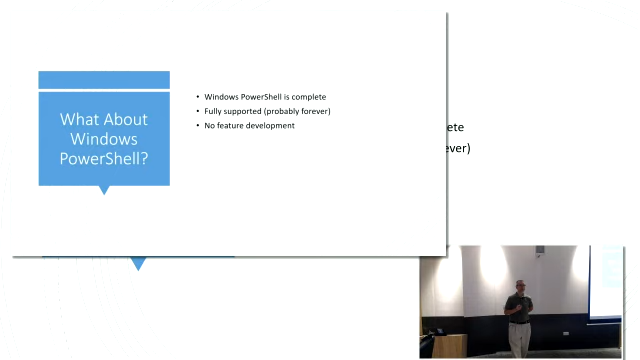 What About
Windows
PowerShell?
• Windows PowerShell is complete
• Fully supported (probably forever)
• No feature development
ete
ever)